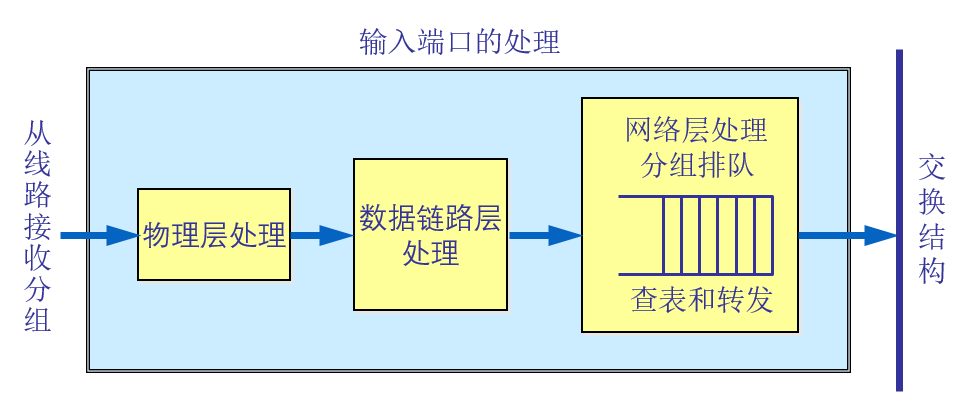 输入端口的处理
从线路接收分组
物理层处理
数据链路层
处理
网络层处理
分组排队
查表和转发
交换结构